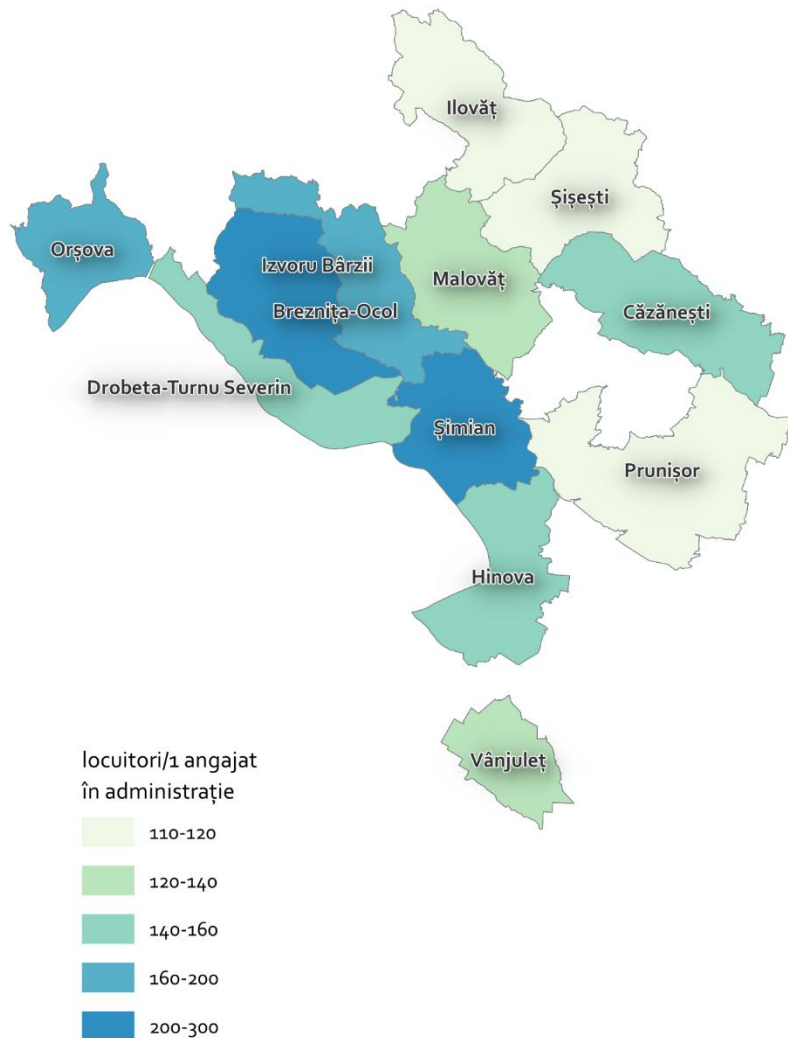 Ilovăț
Șișești
Orșova
Izvoru Bârzii
Malovăț
Breznița-Ocol
Căzănești
Drobeta-Turnu Severin
Șimian
Prunișor
Hinova
Vânjuleț
locuitori/1 angajat
în administrație
110-120
120-140
140-160
160-200
200-300